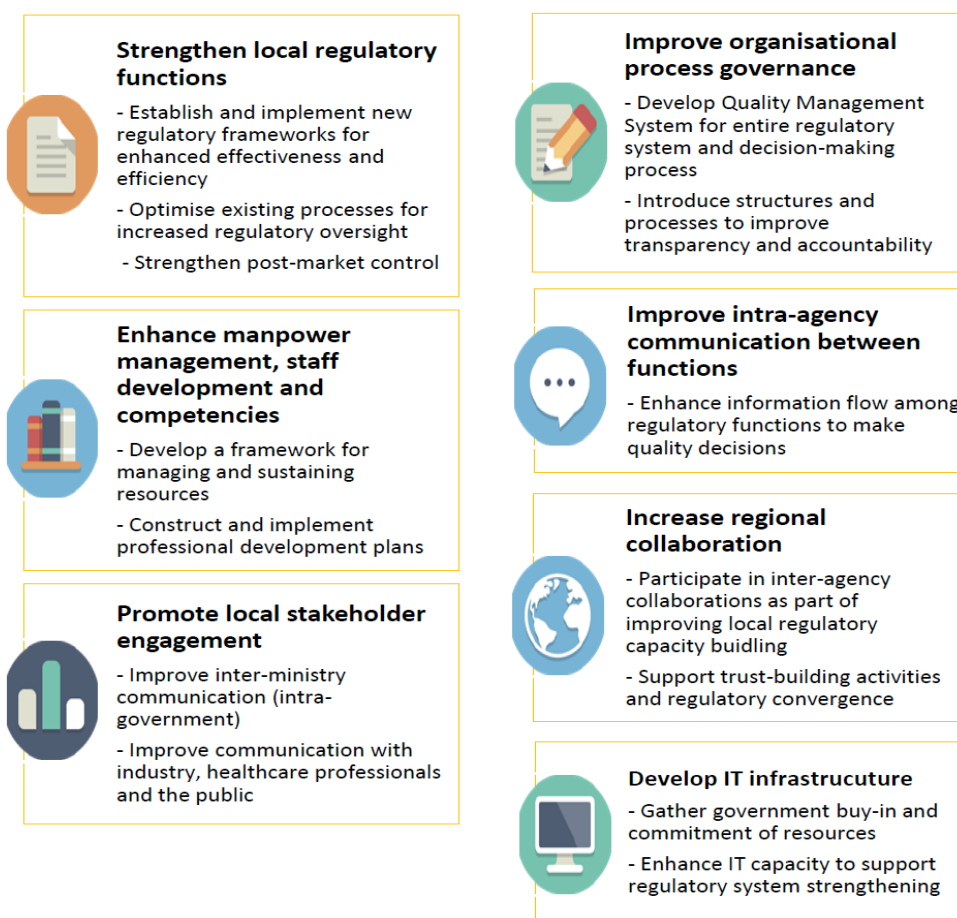 Strengthen local regulatory
functions
- Establish and implement new
regulatory frameworks for
enhanced effectiveness and
efficiency
- Optimise existing processes for
increased regulatory oversight
- Strengthen post-market control
Enhance manpower
management, staff
development and
competencies
- Develop a framework for
managing and sustaining
resources
- Construct and implement
professional development plans
Promote local stakeholder
engagement
- Improve inter-ministry
communication (intra-
government)
- Improve communication with
industry, healthcare professionals
and the public
Improve organisational
process governance
- Develop Quality Management
System for entire regulatory
system and decision-making
process
- Introduce structures and
processes to improve
transparency and accountability
Improve intra-agency
communication between
functions
- Enhance information flow among
regulatory functions to make
quality decisions
Increase regional
collaboration
- Participate in inter-agency
collaborations as part of
improving local regulatory
capacity buidling
- Support trust-building activities
and regulatory convergence
Develop IT infrastrucuture
- Gather government buy-in and
commitment of resources
- Enhance IT capacity to support
regulatory system strengthening